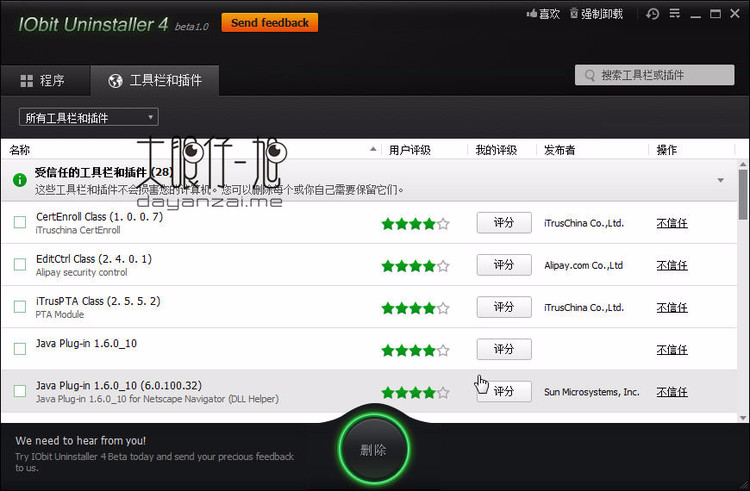 IObit Uninstaller 4 beta1.0
Send feedback
喜欢
强制卸载
程序
工具栏和插件
搜索工具栏或插件
所有工具栏和插件
大眼仔~旭
dayanzai.me
名称
用户评级
我的评级
发布者
操作
受信任的工具栏和插件 (28)
这些工具栏和插件不会损害您的计算机。您可以删除每个或你自己需要保留它们。
CertEnroll Class (1. 0. 0. 7)
iTruschina CertEnroll
评分
iTrusChina Co.,Ltd.
不信任
EditCtrl Class (2. 4. 0. 1)
Alipay security control
评分
Alipay.com Co.,Ltd
不信任
iTrusPTA Class (2. 5. 5. 2)
PTA Module
评分
iTrusChina Co.,Ltd.
不信任
Java Plug-in 1.6.0_10
评分
不信任
Java Plug-in 1.6.0_10 (6.0.100.32)
Java Plug-in 1.6.0_10 for Netscape Navigator (DLL Helper)
评分
Sun Microsystems, Inc.
不信任
We need to hear from you!
Try IObit Uninstaller 4 Beta today and send your precious feedback
to us.
删除